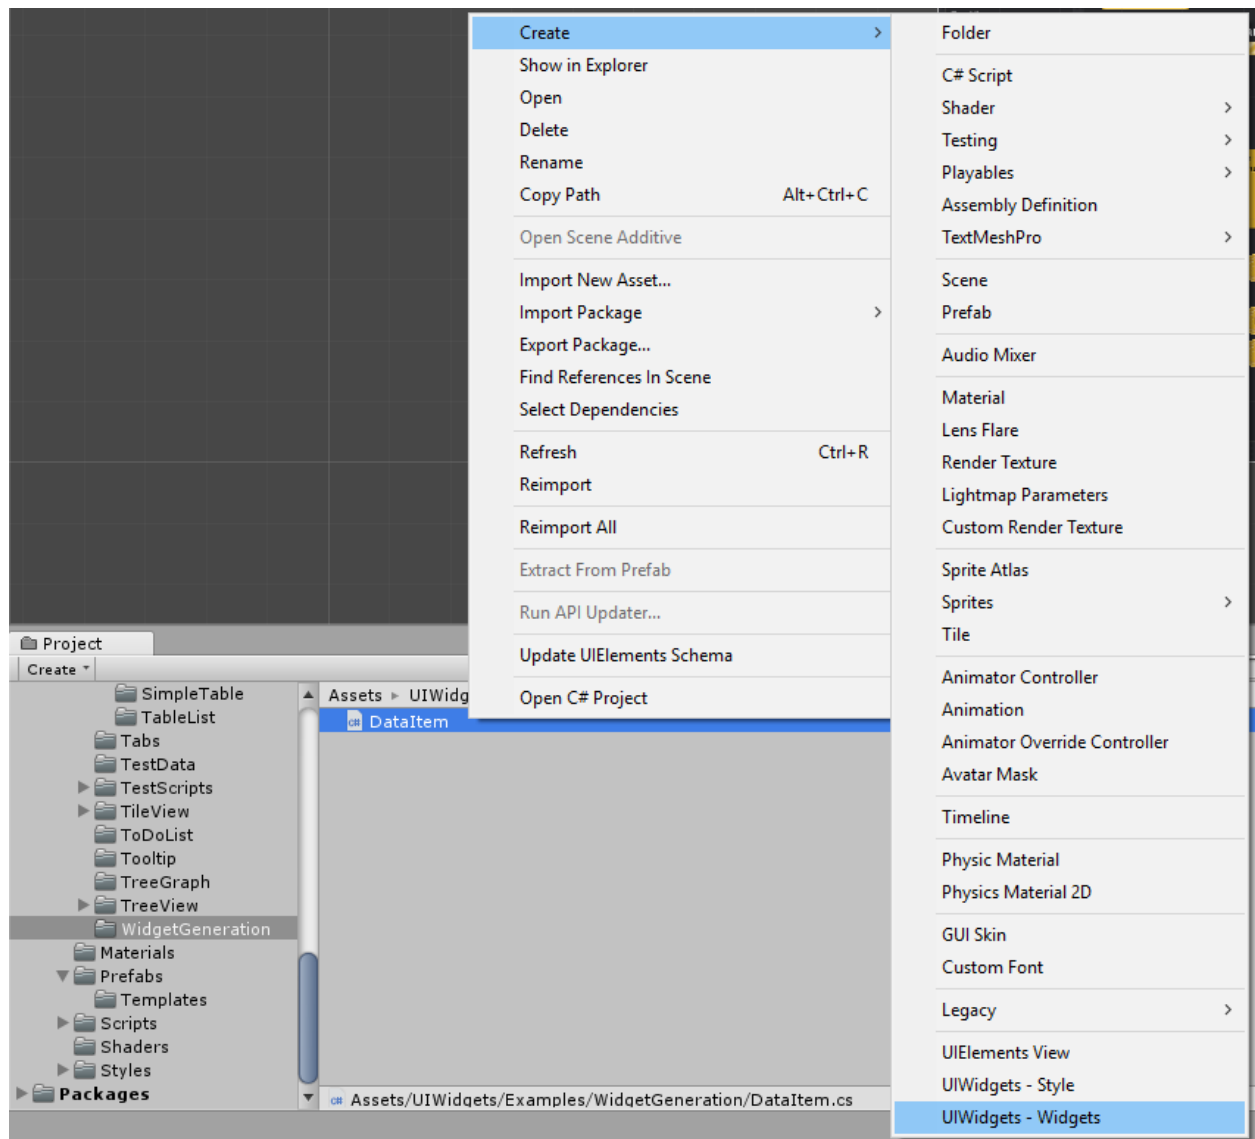 Create
Show in Explorer
Open
Delete
Rename
Copy Path Alt+Ctrl+C
Open Scene Additive
Import New Asset...
Import Package
Export Package...
Find References In Scene
Select Dependencies
Refresh Ctrl+R
Reimport
Reimport All
Extract From Prefab
Run API Updater...
Update UIElements Schema
Open C# Project
Folder
C# Script
Shader
Testing
Playables
Assembly Definition
TextMeshPro
Scene
Prefab
Audio Mixer
Material
Lens Flare
Render Texture
Lightmap Parameters
Custom Render Texture
Sprite Atlas
Sprites
Tile
Animator Controller
Animation
Animator Override Controller
Avatar Mask
Timeline
Physic Material
Physics Material 2D
GUI Skin
Custom Font
Legacy
UIElements View
UIWidgets - Style
UIWidgets - Widgets
Project
Create
SimpleTable
TableList
Tabs
TestData
TestScripts
TileView
ToDoList
Tooltip
TreeGraph
TreeView
WidgetGeneration
Materials
Prefabs
Templates
Scripts
Shaders
Styles
Packages
Assets ▸ UIWidg
C# DataItem
C# Assets/UIWidgets/Examples/WidgetGeneration/DataItem.cs